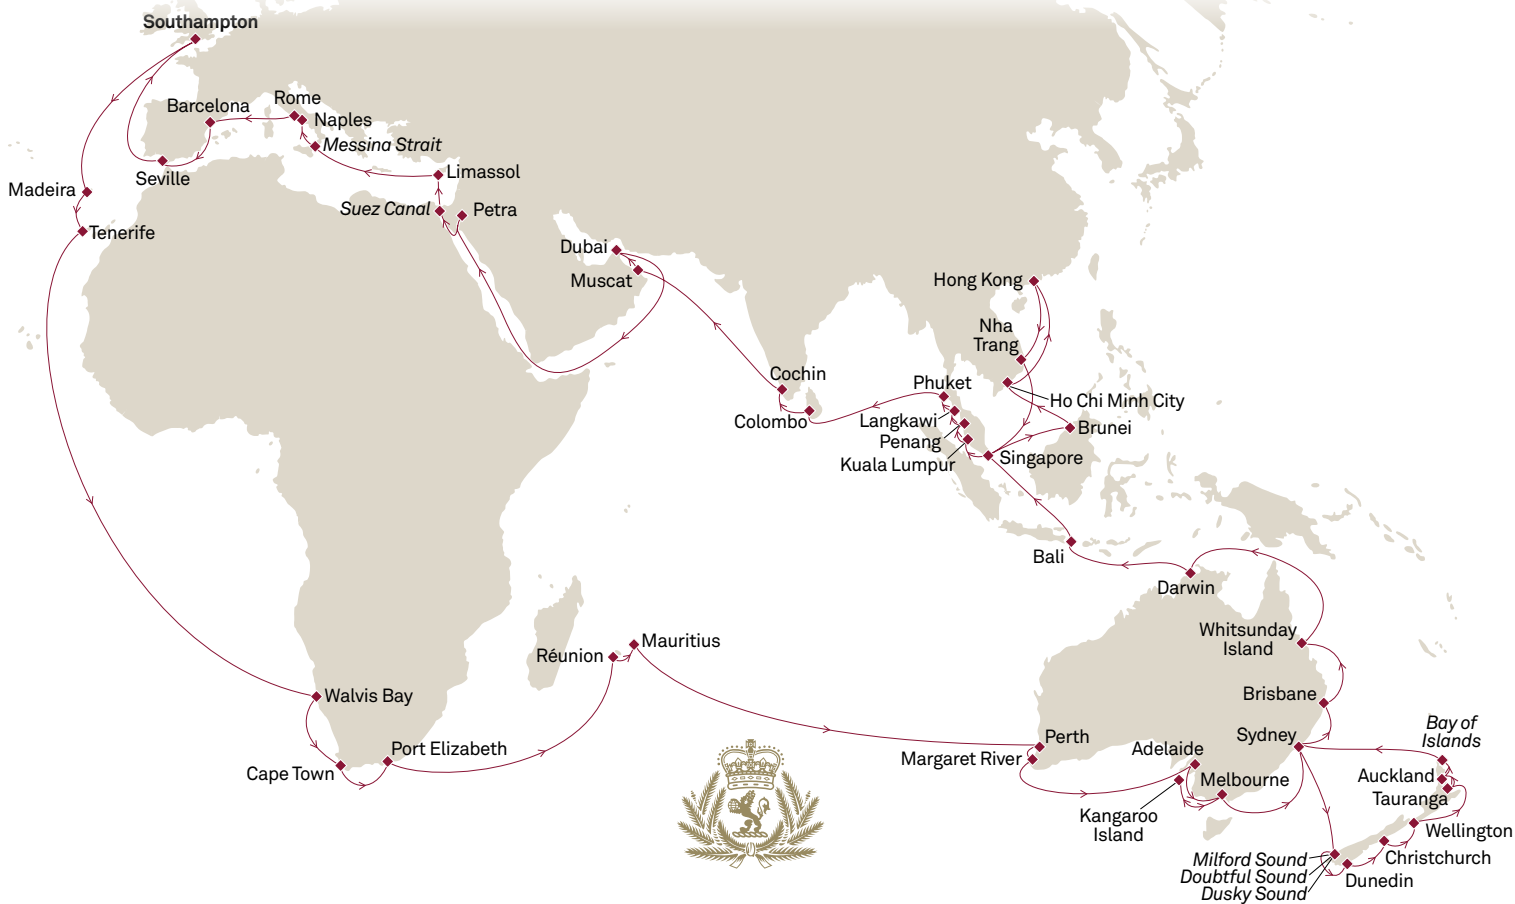 Southampton
Barcelona
Rome
Naples
Messina Strait
Limassol
Seville
Madeira
Suez Canal
Petra
Tenerife
Dubai
Muscat
Hong Kong
Nha
Trang
Cochin
Phuket
Ho Chi Minh City
Colombo
Langkawi
Brunei
Penang
Kuala Lumpur
Singapore
Bali
Darwin
Whitsunday
Island
Mauritius
Réunion
Walvis Bay
Brisbane
Port Elizabeth
Perth
Sydney
Bay of
Islands
Adelaide
Margaret River
Cape Town
Melbourne
Auckland
Tauranga
Kangaroo
Island
Wellington
Milford Sound
Christchurch
Doubtful Sound
Dunedin
Dusky Sound